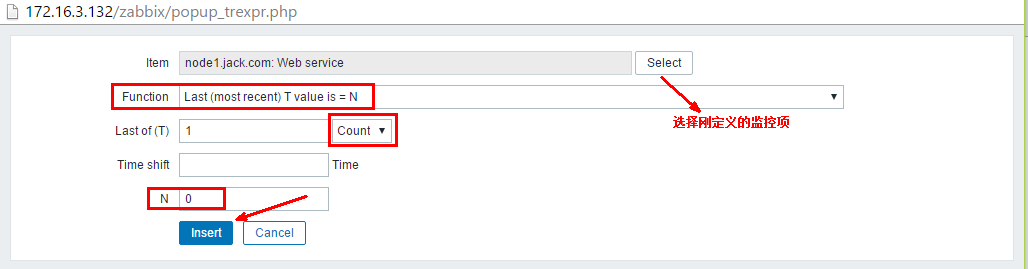 172.16.3.132/zabbix/popup_trexpr.php
Item node1.jack.com: Web service Select
Function Last (most recent) T value is = N
选择刚定义的监控项
Last of (T) 1 Count
Time shift Time
N 0
Insert Cancel